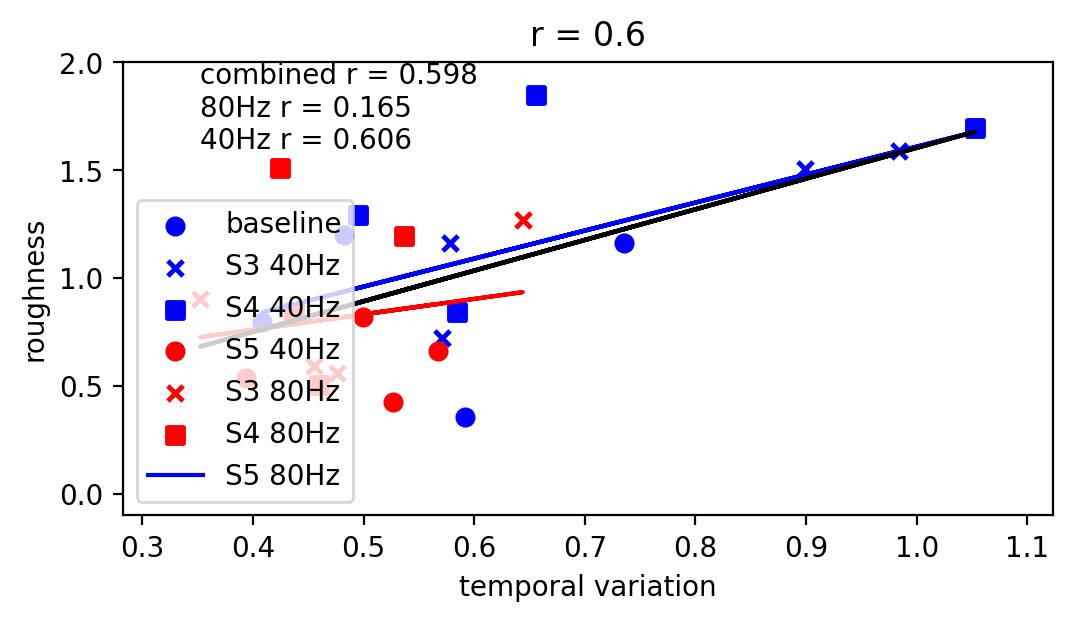 r = 0.6
combined r = 0.598
80Hz r = 0.165
40Hz r = 0.606
roughness
2.0
1.5
1.0
0.5
0.0
baseline
S3 40Hz
S4 40Hz
S5 40Hz
S3 80Hz
S4 80Hz
S5 80Hz
0.3 0.4 0.5 0.6 0.7 0.8 0.9 1.0 1.1
temporal variation